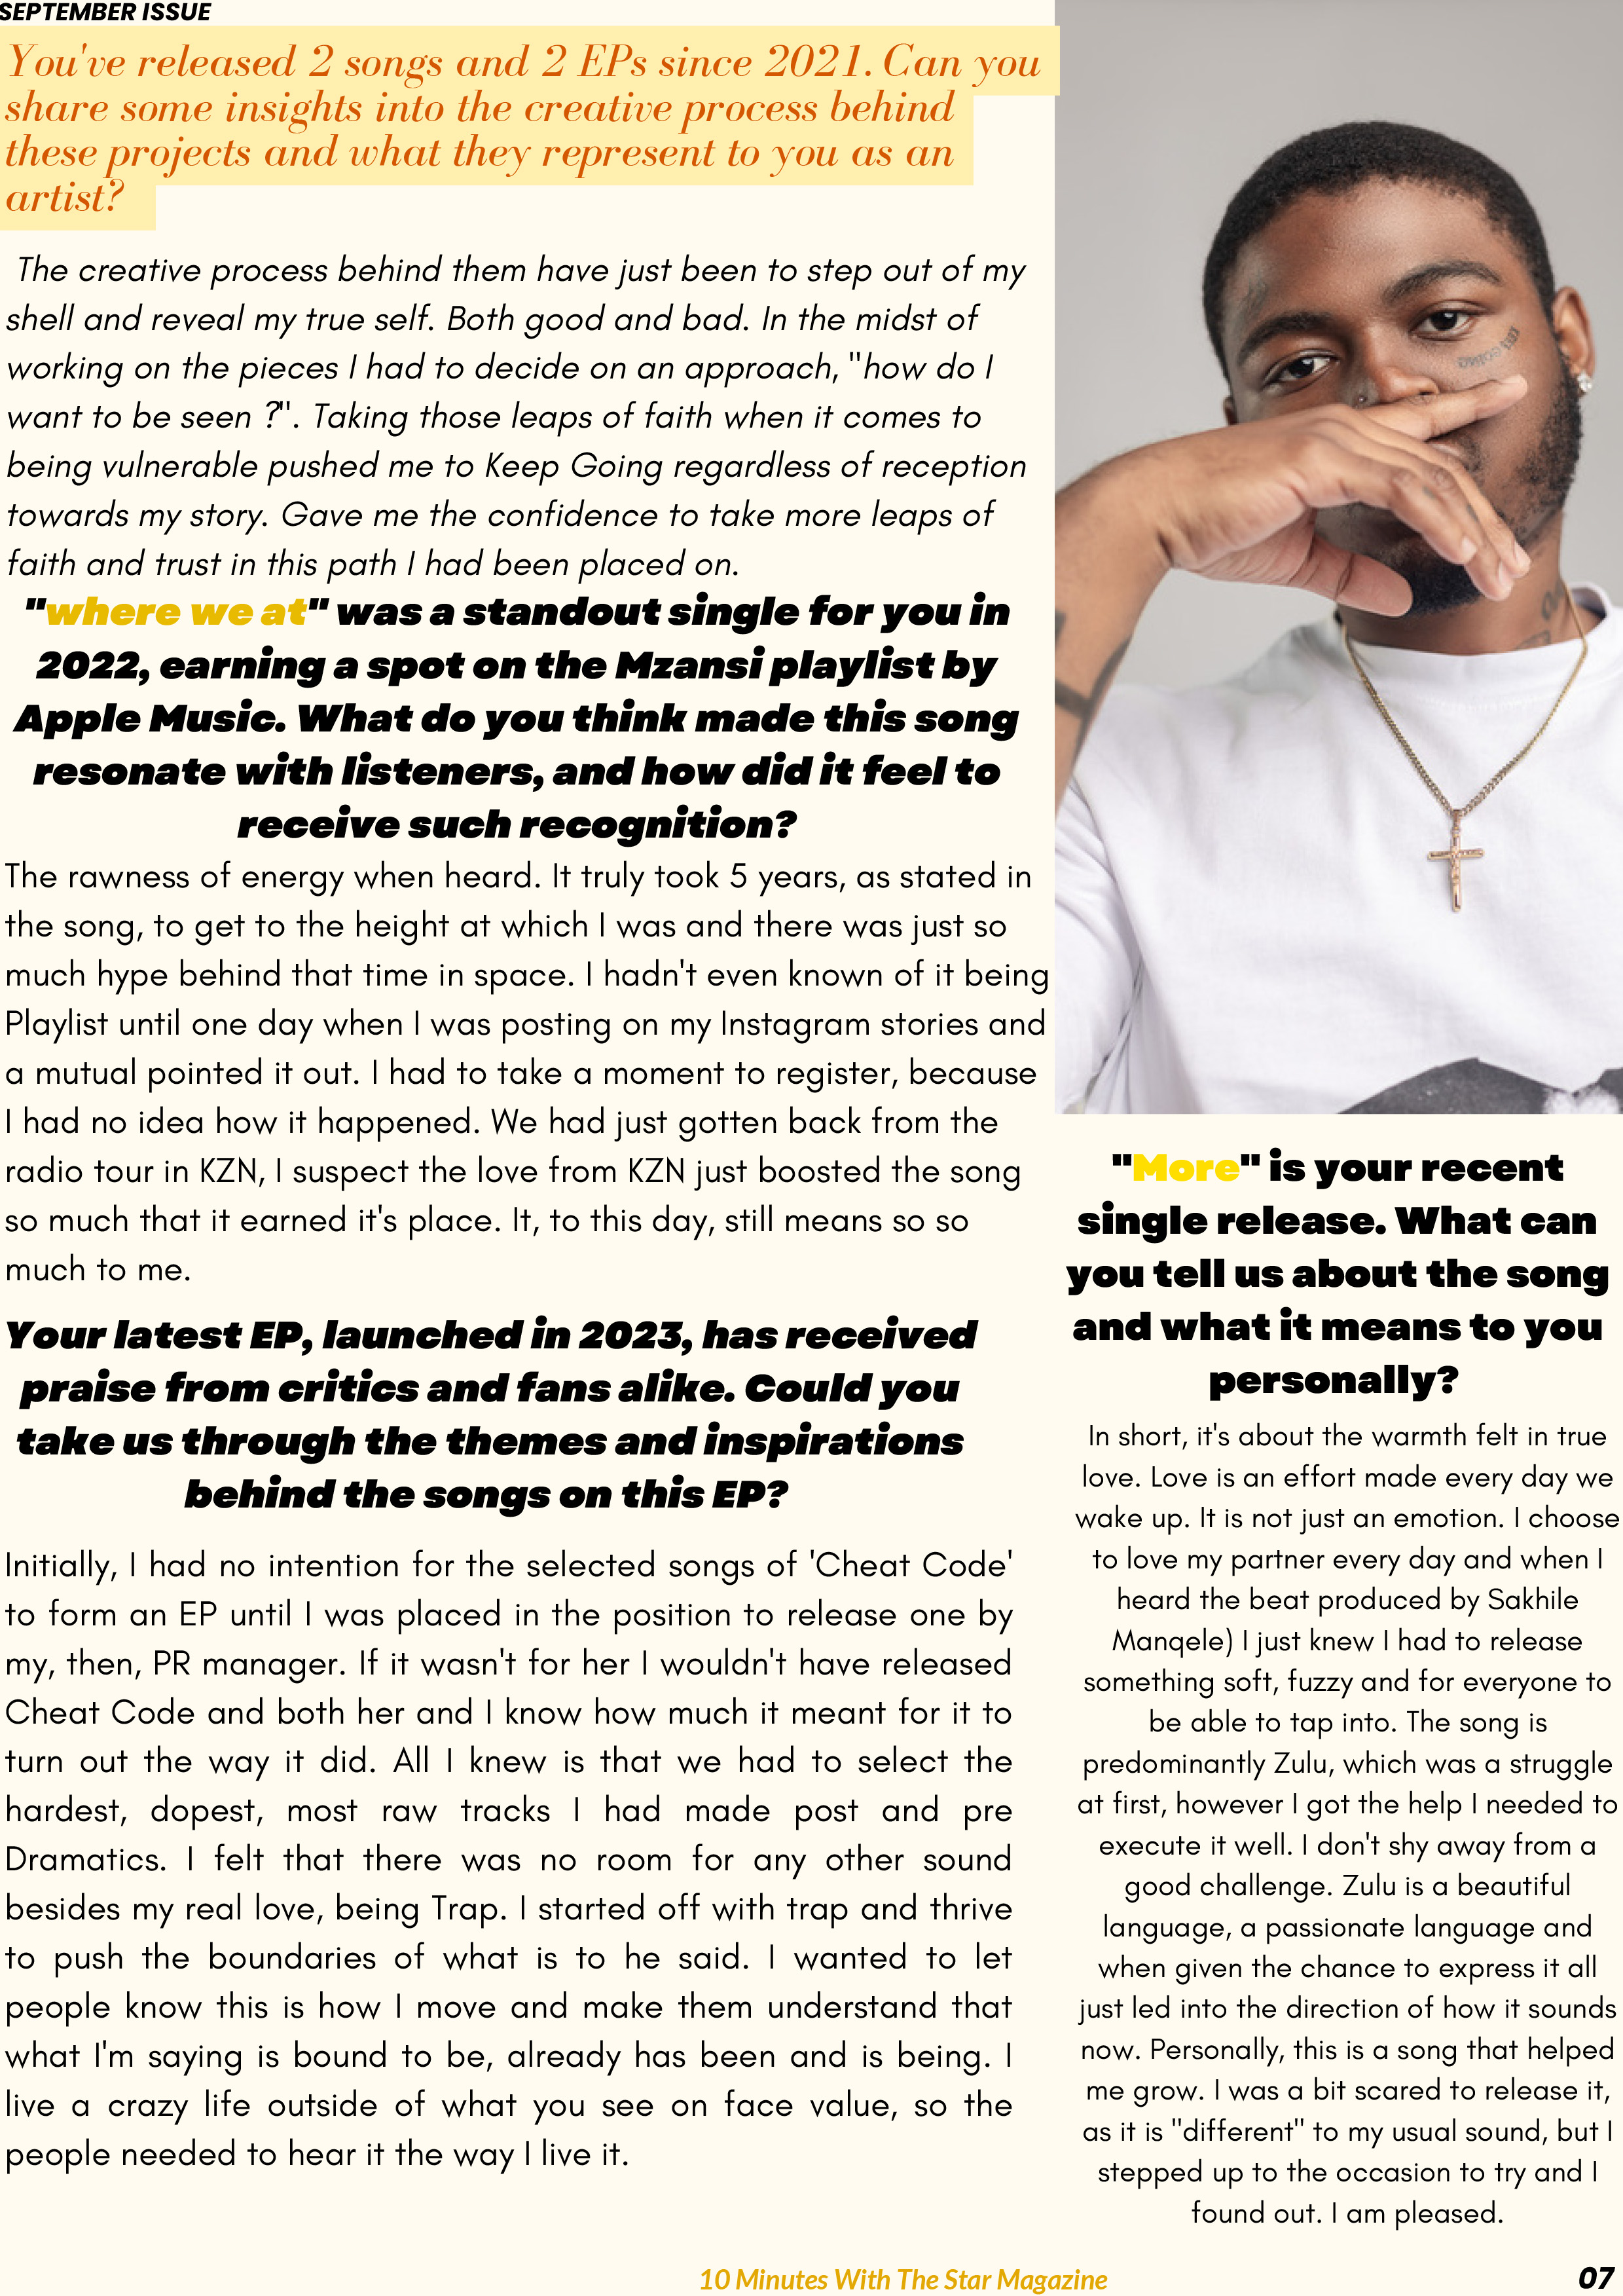 SEPTEMBER ISSUE
You've released 2 songs and 2 EPs since 2021. Can you
share some insights into the creative process behind
these projects and what they represent to you as an
artist?
The creative process behind them have just been to step out of my
shell and reveal my true self. Both good and bad. In the midst of
working on the pieces I had to decide on an approach, "how do I
want to be seen ?". Taking those leaps of faith when it comes to
being vulnerable pushed me to Keep Going regardless of reception
towards my story. Gave me the confidence to take more leaps of
faith and trust in this path I had been placed on.
"where we at" was a standout single for you in
2022, earning a spot on the Mzansi playlist by
Apple Music. What do you think made this song
resonate with listeners, and how did it feel to
receive such recognition?
The rawness of energy when heard. It truly took 5 years, as stated in
the song, to get to the height at which I was and there was just so
much hype behind that time in space. I hadn't even known of it being
Playlist until one day when I was posting on my Instagram stories and
a mutual pointed it out. I had to take a moment to register, because
I had no idea how it happened. We had just gotten back from the
radio tour in KZN, I suspect the love from KZN just boosted the song
so much that it earned it's place. It, to this day, still means so so
much to me.
Your latest EP, launched in 2023, has received
praise from critics and fans alike. Could you
take us through the themes and inspirations
behind the songs on this EP?
Initially, I had no intention for the selected songs of 'Cheat Code'
to form an EP until I was placed in the position to release one by
my, then, PR manager. If it wasn't for her I wouldn't have released
Cheat Code and both her and I know how much it meant for it to
turn out the way it did. All I knew is that we had to select the
hardest, dopest, most raw tracks I had made post and pre
Dramatics. I felt that there was no room for any other sound
besides my real love, being Trap. I started off with trap and thrive
to push the boundaries of what is to he said. I wanted to let
people know this is how I move and make them understand that
what I'm saying is bound to be, already has been and is being. I
live a crazy life outside of what you see on face value, so the
people needed to hear it the way I live it.
"More" is your recent
single release. What can
you tell us about the song
and what it means to you
personally?
In short, it's about the warmth felt in true
love. Love is an effort made every day we
wake up. It is not just an emotion. I choose
to love my partner every day and when I
heard the beat produced by Sakhile
Manqele) I just knew I had to release
something soft, fuzzy and for everyone to
be able to tap into. The song is
predominantly Zulu, which was a struggle
at first, however I got the help I needed to
execute it well. I don't shy away from a
good challenge. Zulu is a beautiful
language, a passionate language and
when given the chance to express it all
just led into the direction of how it sounds
now. Personally, this is a song that helped
me grow. I was a bit scared to release it,
as it is "different" to my usual sound, but I
stepped up to the occasion to try and I
found out. I am pleased.
10 Minutes With The Star Magazine
07